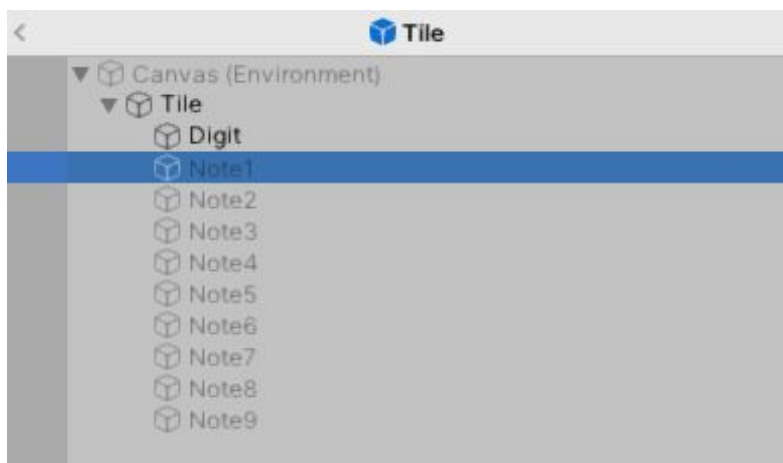 Tile
Canvas (Environment)
Tile
Digit
Note1
Note2
Note3
Note4
Note5
Note6
Note7
Note8
Note9